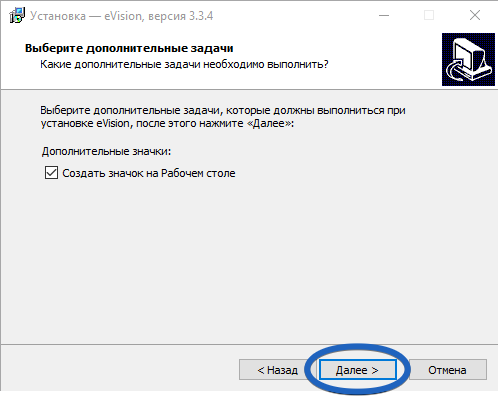 Установка — eVision, версия 3.3.4
Выберите дополнительные задачи
Какие дополнительные задачи необходимо выполнить?
Выберите дополнительные задачи, которые должны выполниться при
установке eVision, после этого нажмите «Далее»:
Дополнительные значки:
Создать значок на Рабочем столе
< Назад
Далее >
Отмена